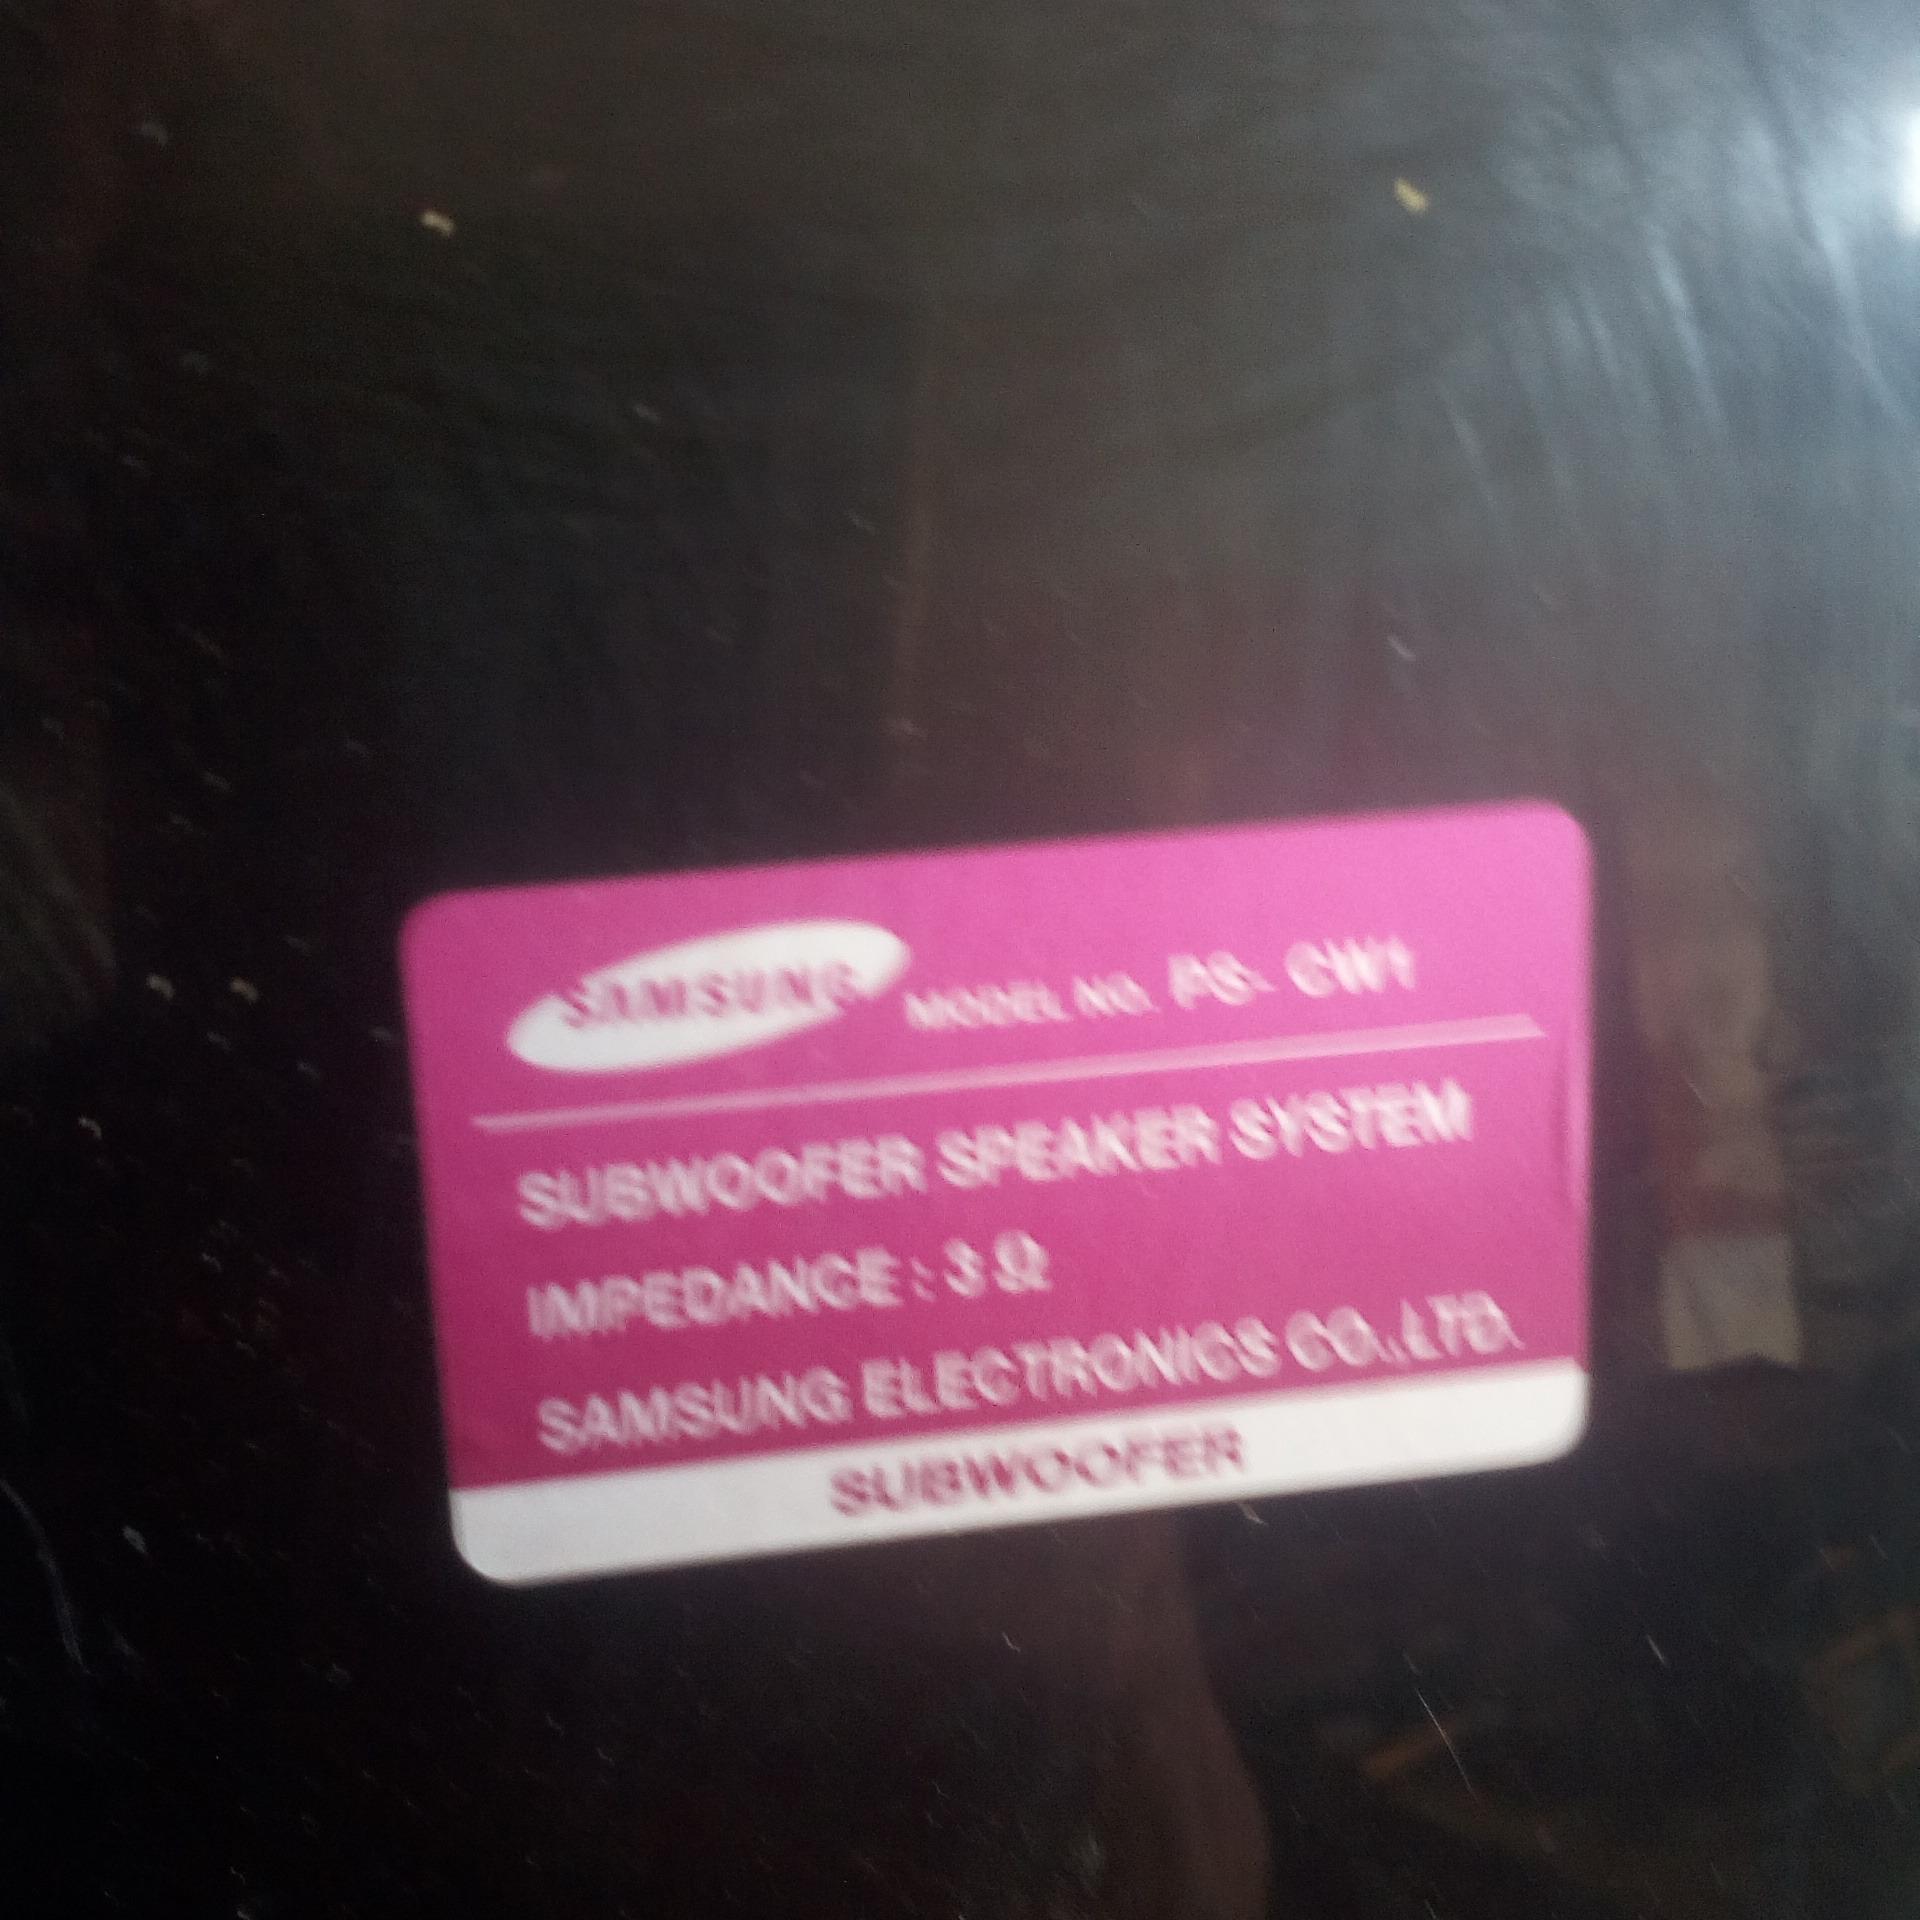 SAMSUNG MODEL NO. PS- CW1
SUBWOOFER SPEAKER SYSTEM
IMPEDANCE : 3 Ω
SAMSUNG ELECTRONICS CO.,LTD.
SUBWOOFER